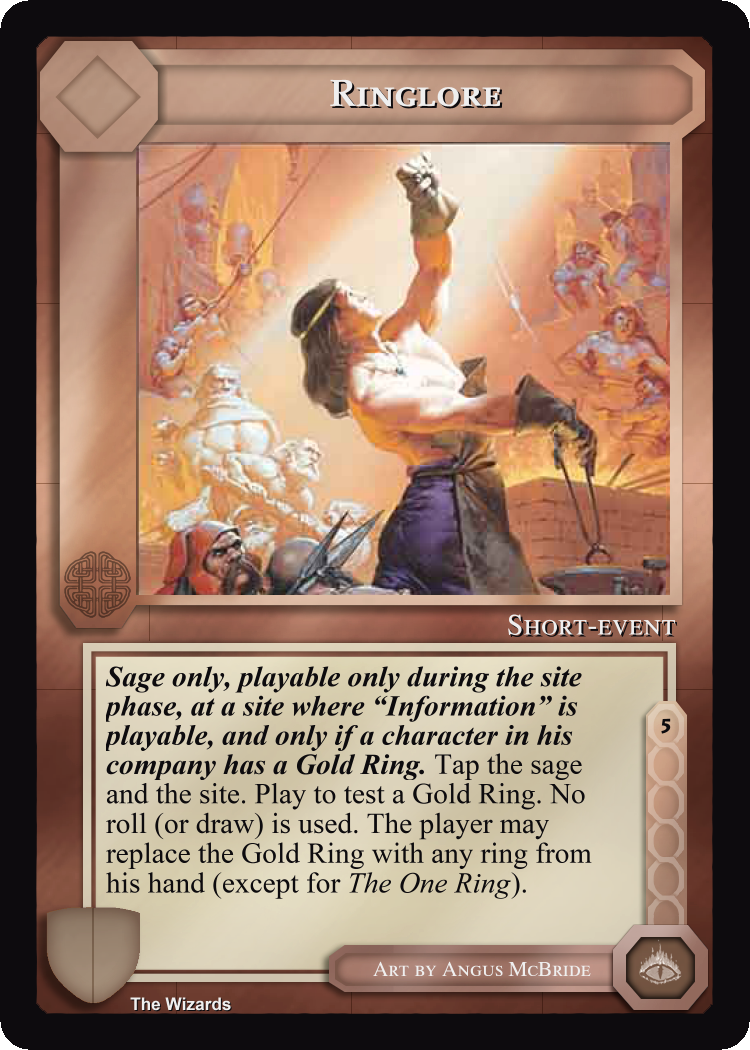 Ringlore
Short-event
Sage only, playable only during the site
phase, at a site where “Information” is
playable, and only if a character in his
company has a Gold Ring. Tap the sage
and the site. Play to test a Gold Ring. No
roll (or draw) is used. The player may
replace the Gold Ring with any ring from
his hand (except for The One Ring).
5
Art by Angus McBride
The Wizards